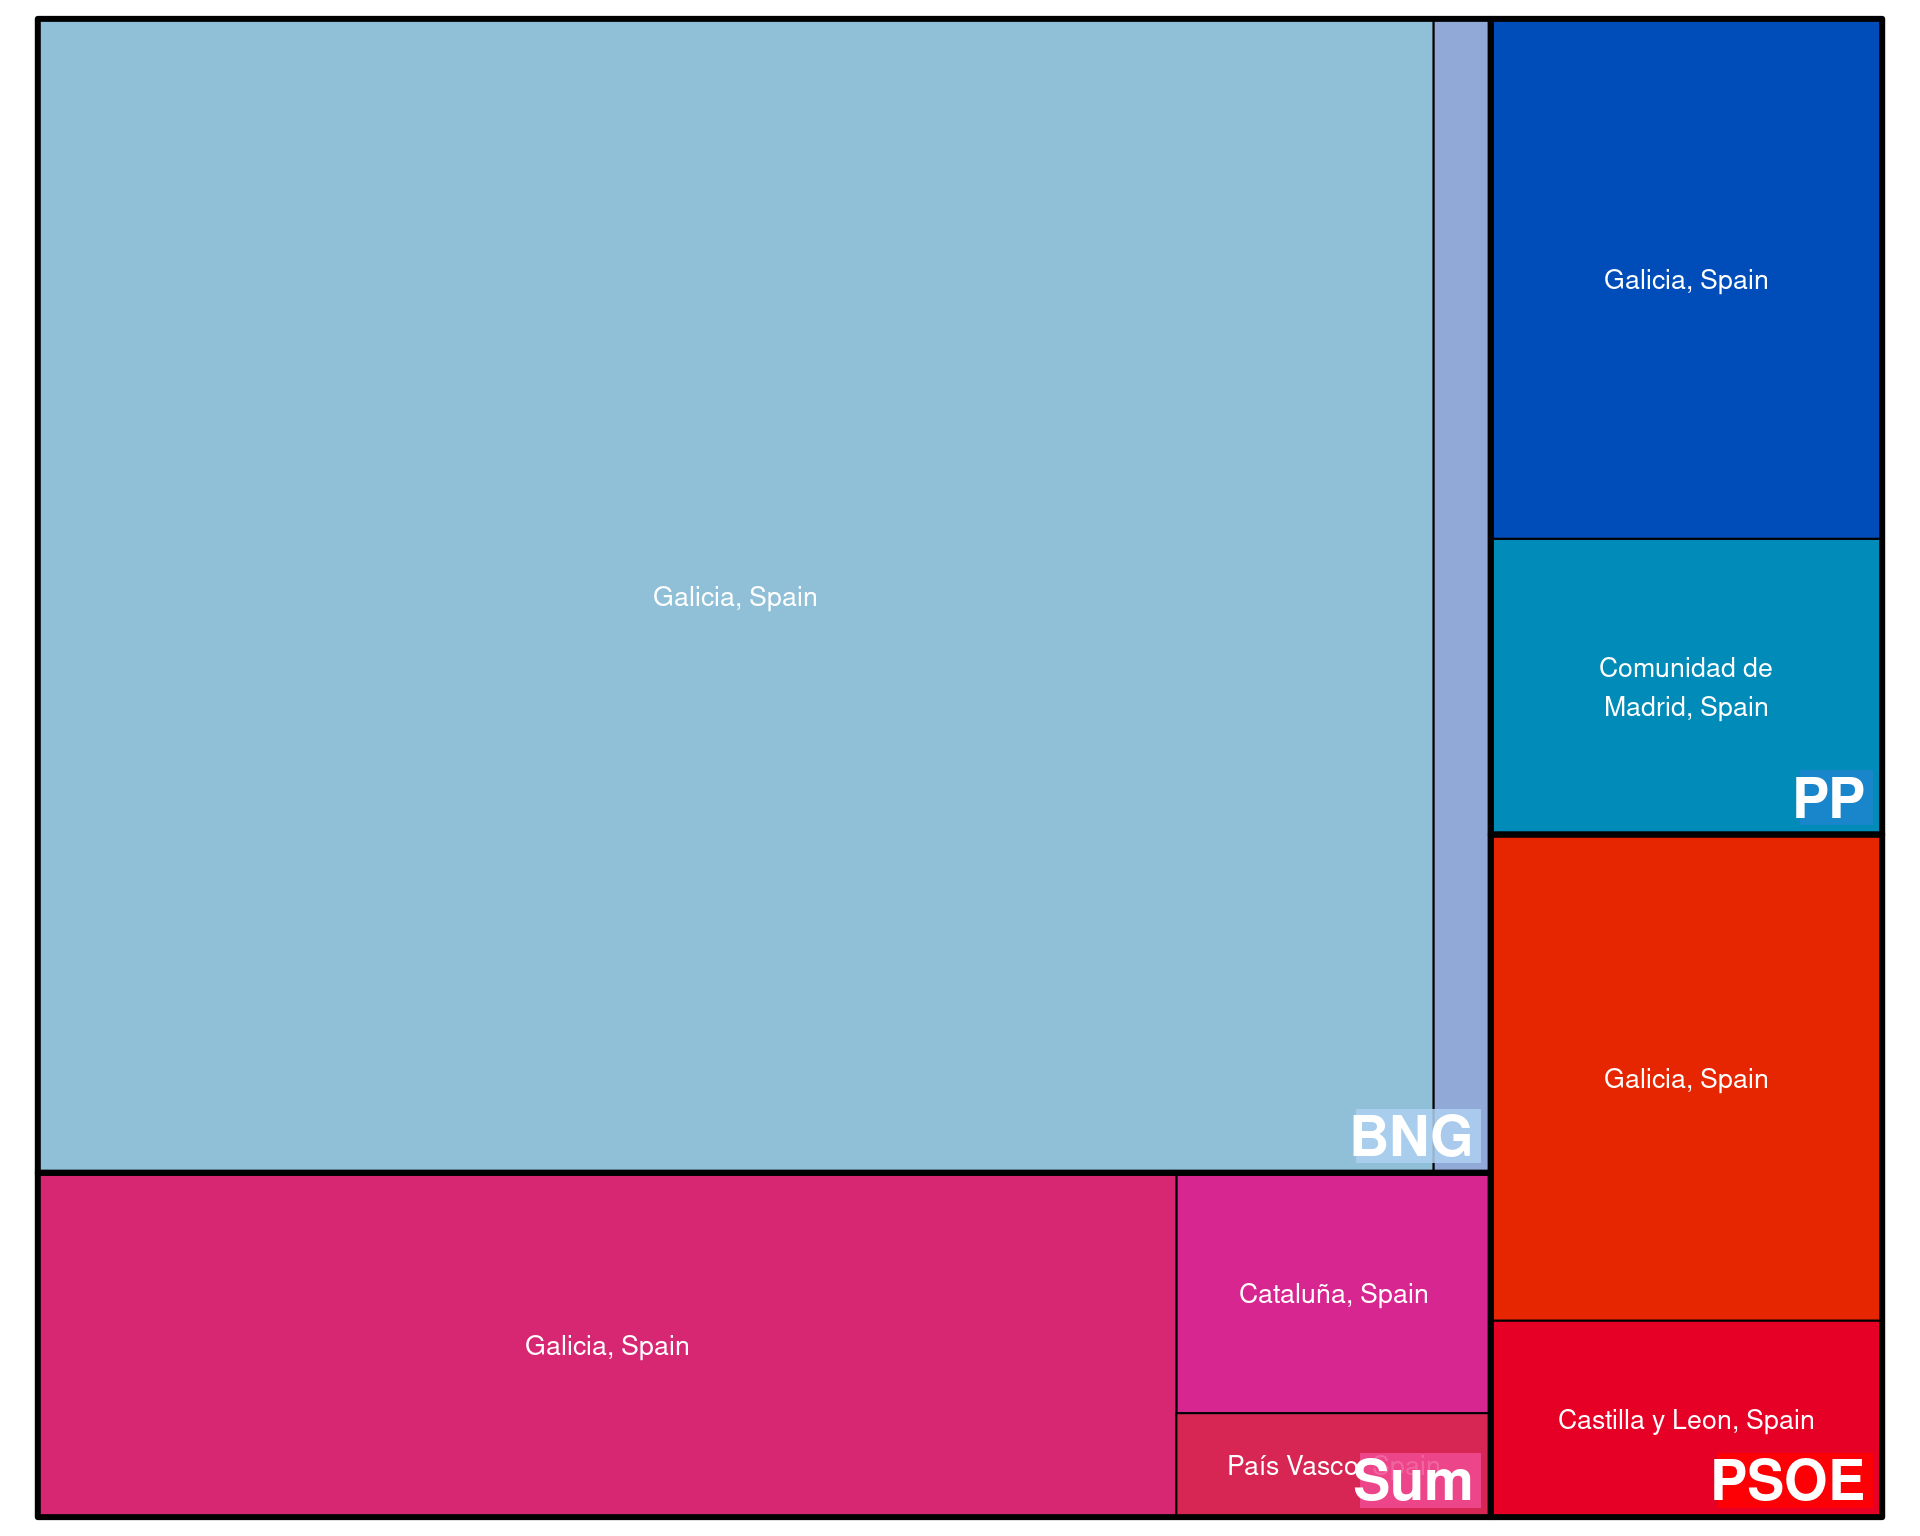 Galicia, Spain
BNG
Galicia, Spain
Cataluña, Spain
País Vasco, Spain
Sum
Galicia, Spain
Comunidad de
Madrid, Spain
PP
Galicia, Spain
Castilla y Leon, Spain
PSOE